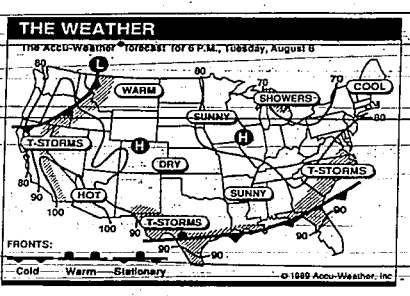 THE WEATHER
The Accu-Weather forecast for 6 P.M., Tuesday, August 8
L
80
WARM
80
70
70
COOL
SHOWERS
SUNNY
80
T-STORMS
H
H
DRY
T-STORMS
80
90
HOT
SUNNY
100
100
90
T-STORMS
90
90
90
90
FRONTS:
Cold Warm Stationary
© 1989 Accu-Weather, Inc